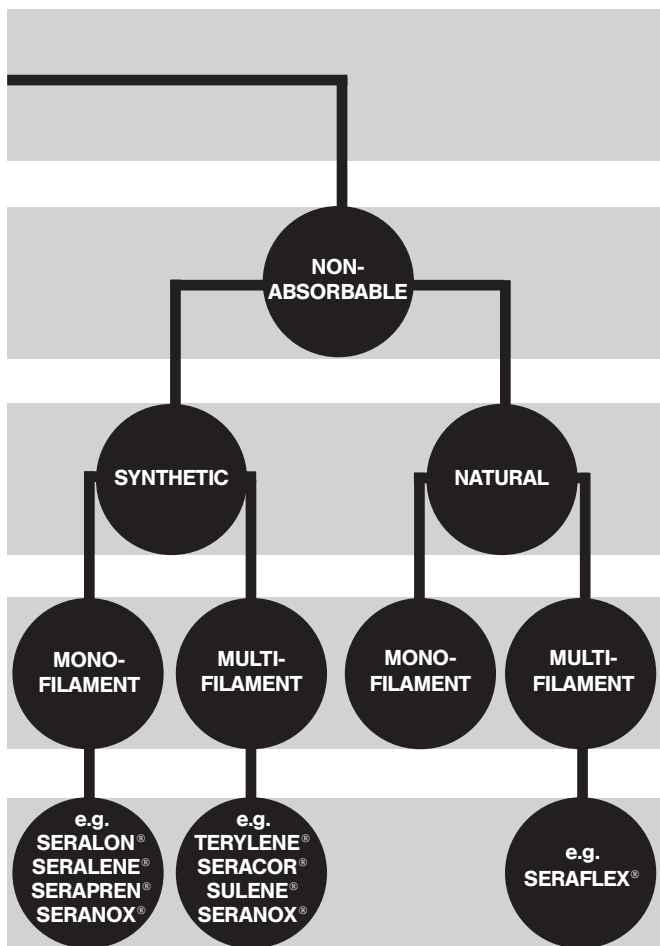 NON-
ABSORBABLE
SYNTHETIC
NATURAL
MONO-
FILAMENT
MULTI-
FILAMENT
MONO-
FILAMENT
MULTI-
FILAMENT
e.g.
SERALON®
SERALENE®
SERAPREN®
SERANOX®
e.g.
TERYLENE®
SERACOR®
SULENE®
SERANOX®
e.g.
SERAFLEX®